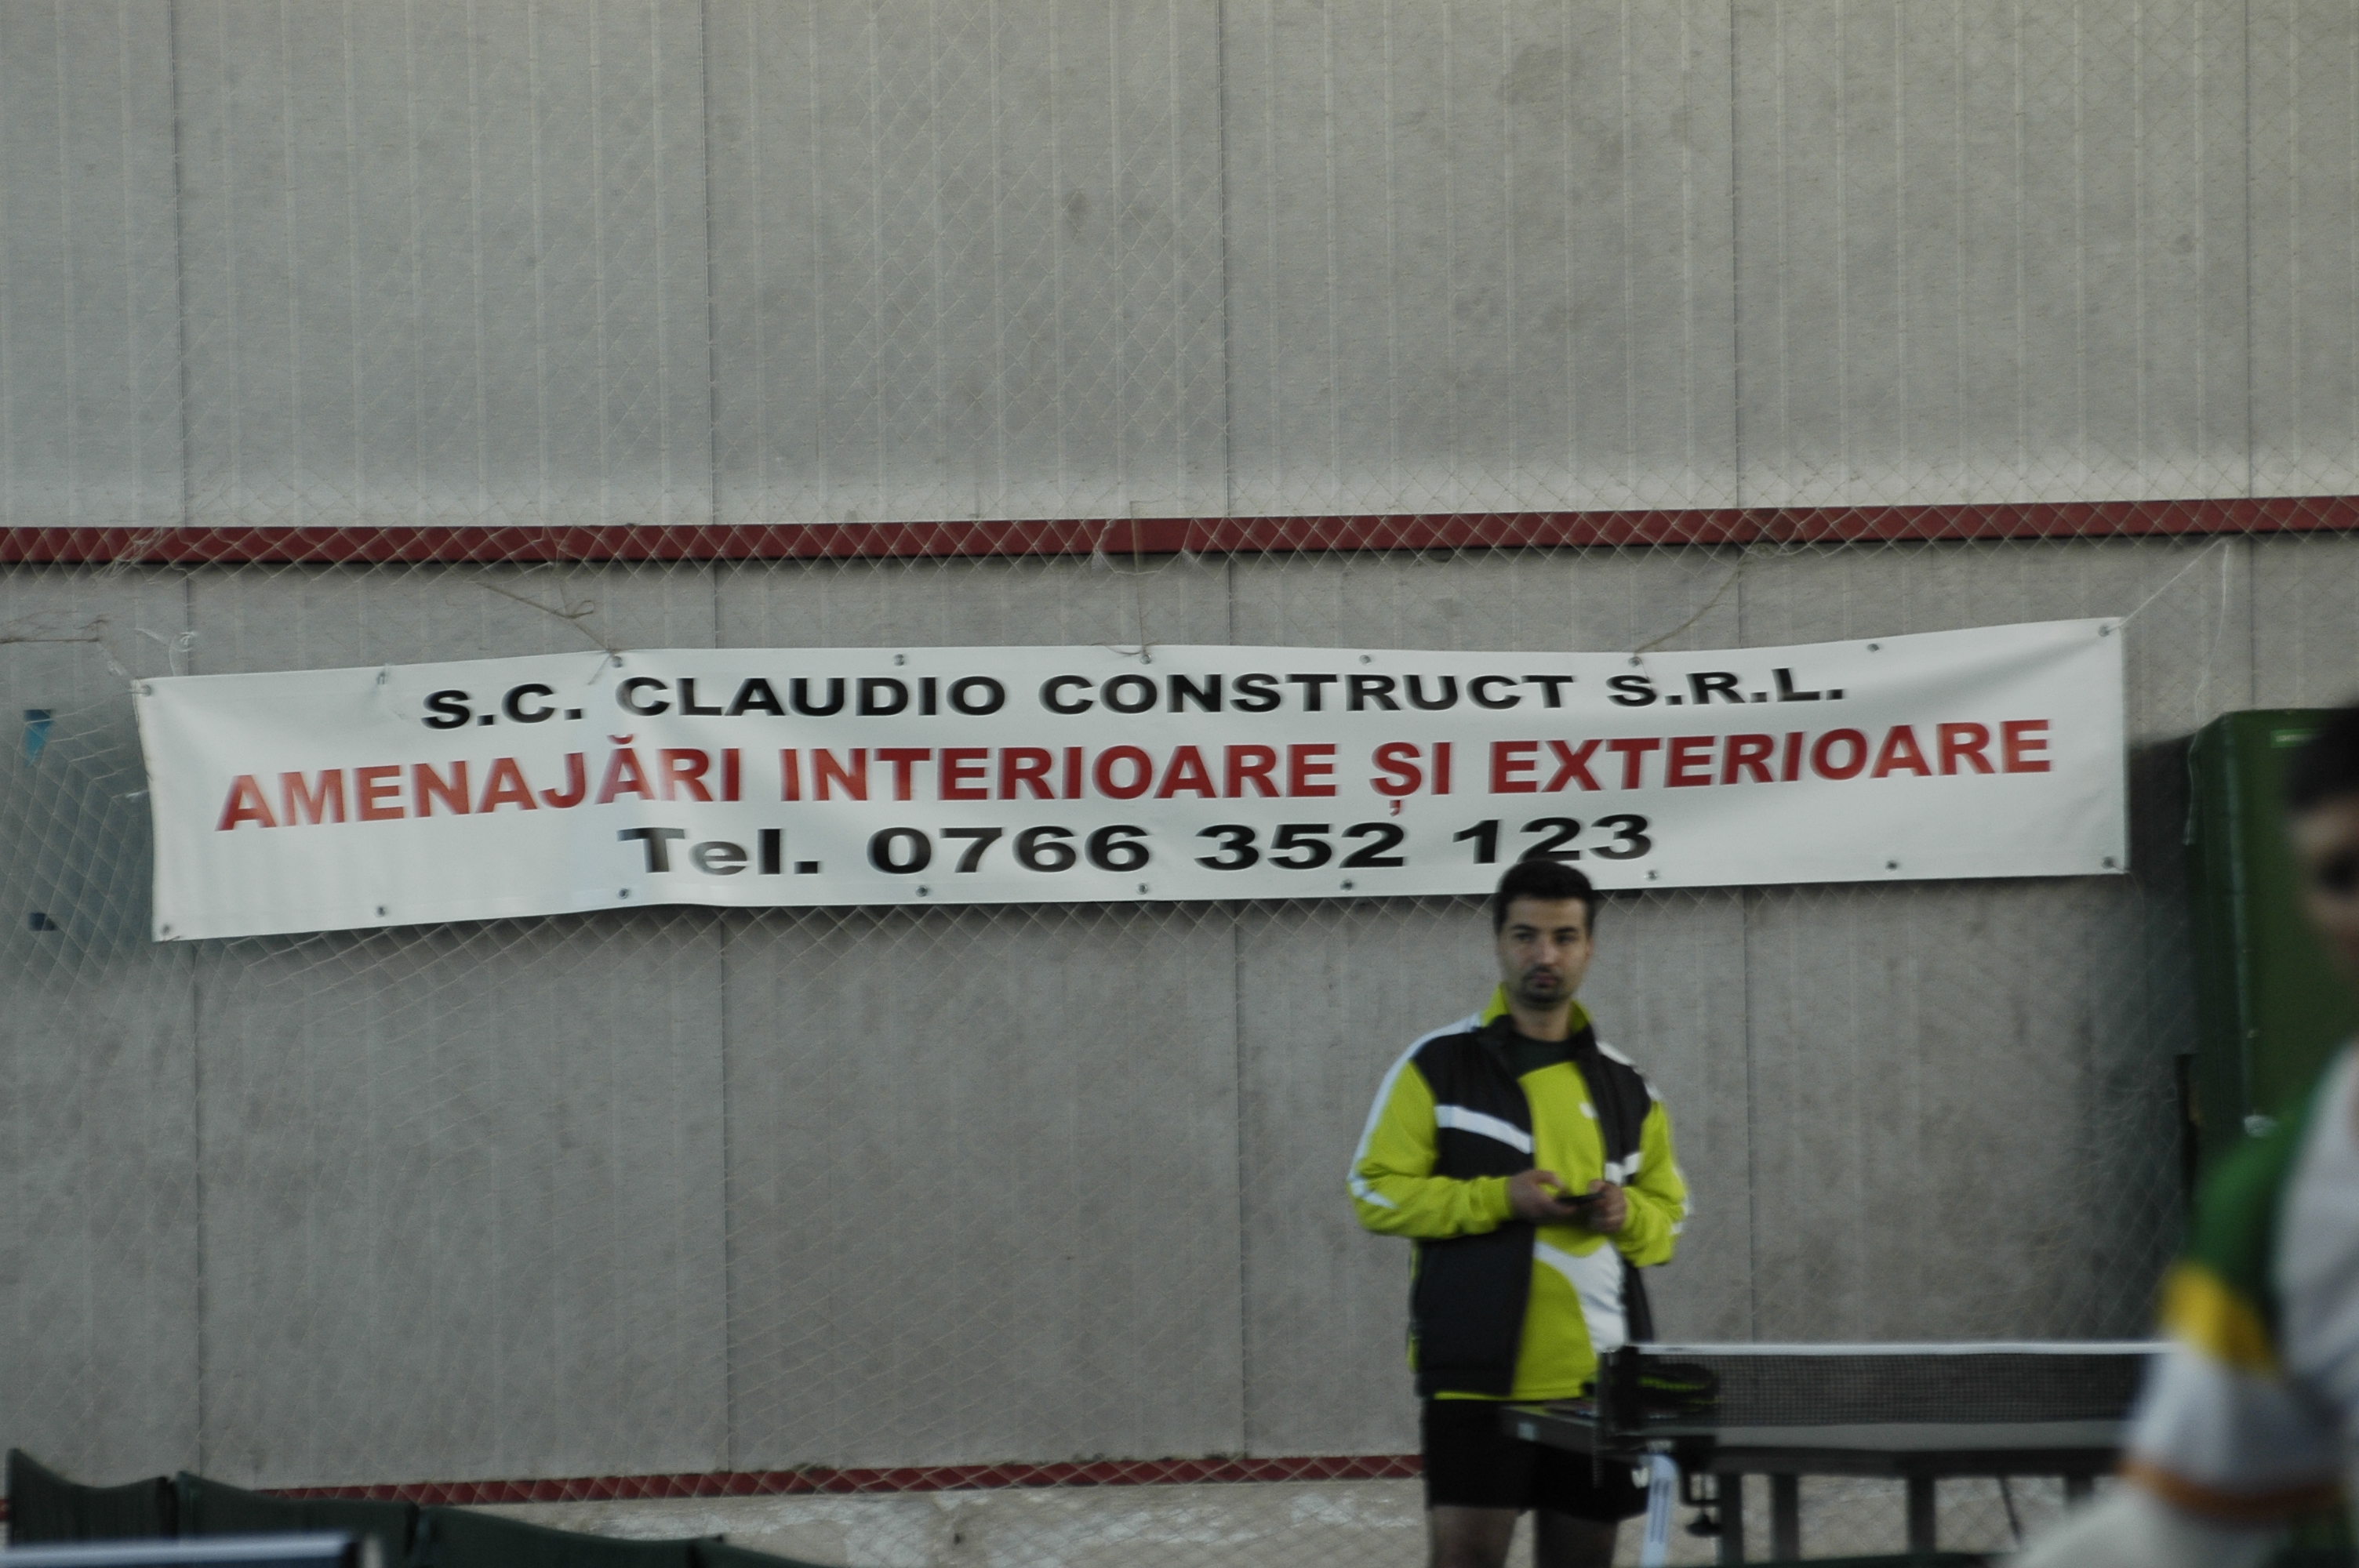 S.C. CLAUDIO CONSTRUCT S.R.L.
AMENAJĂRI INTERIOARE ȘI EXTERIOARE
Tel. 0766 352 123